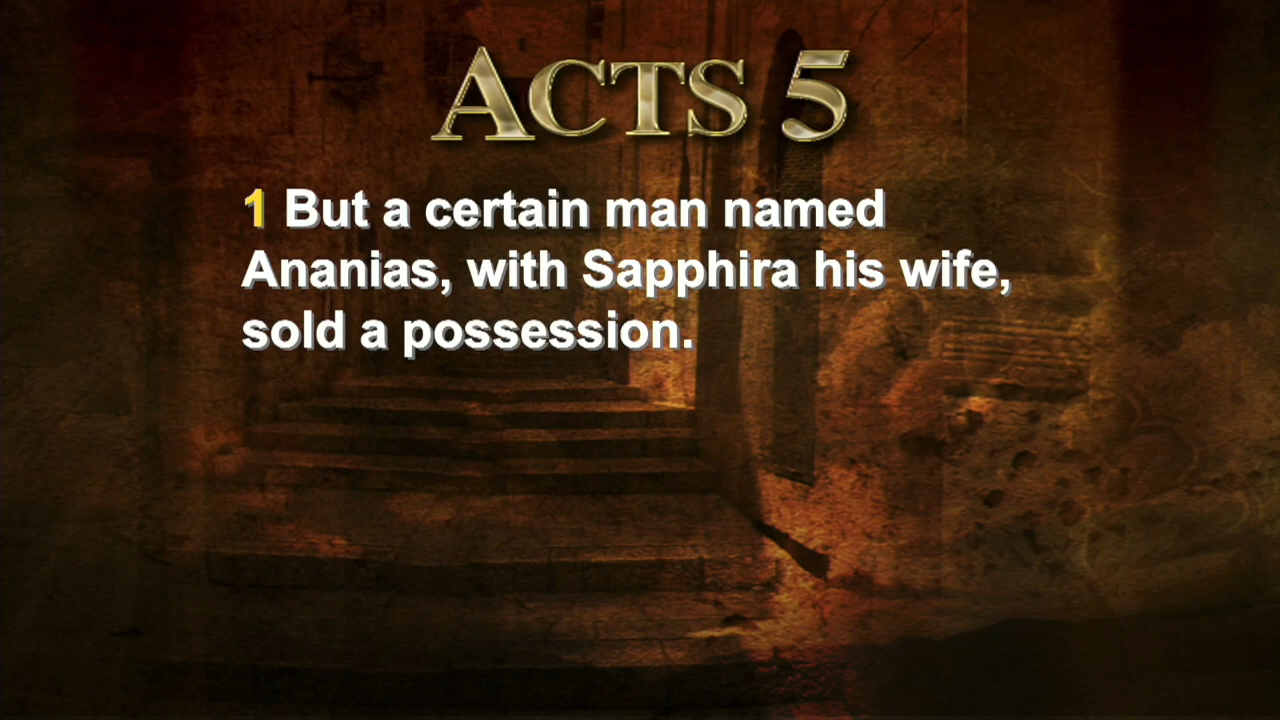 ACTS 5
1 But a certain man named
Ananias, with Sapphira his wife,
sold a possession.